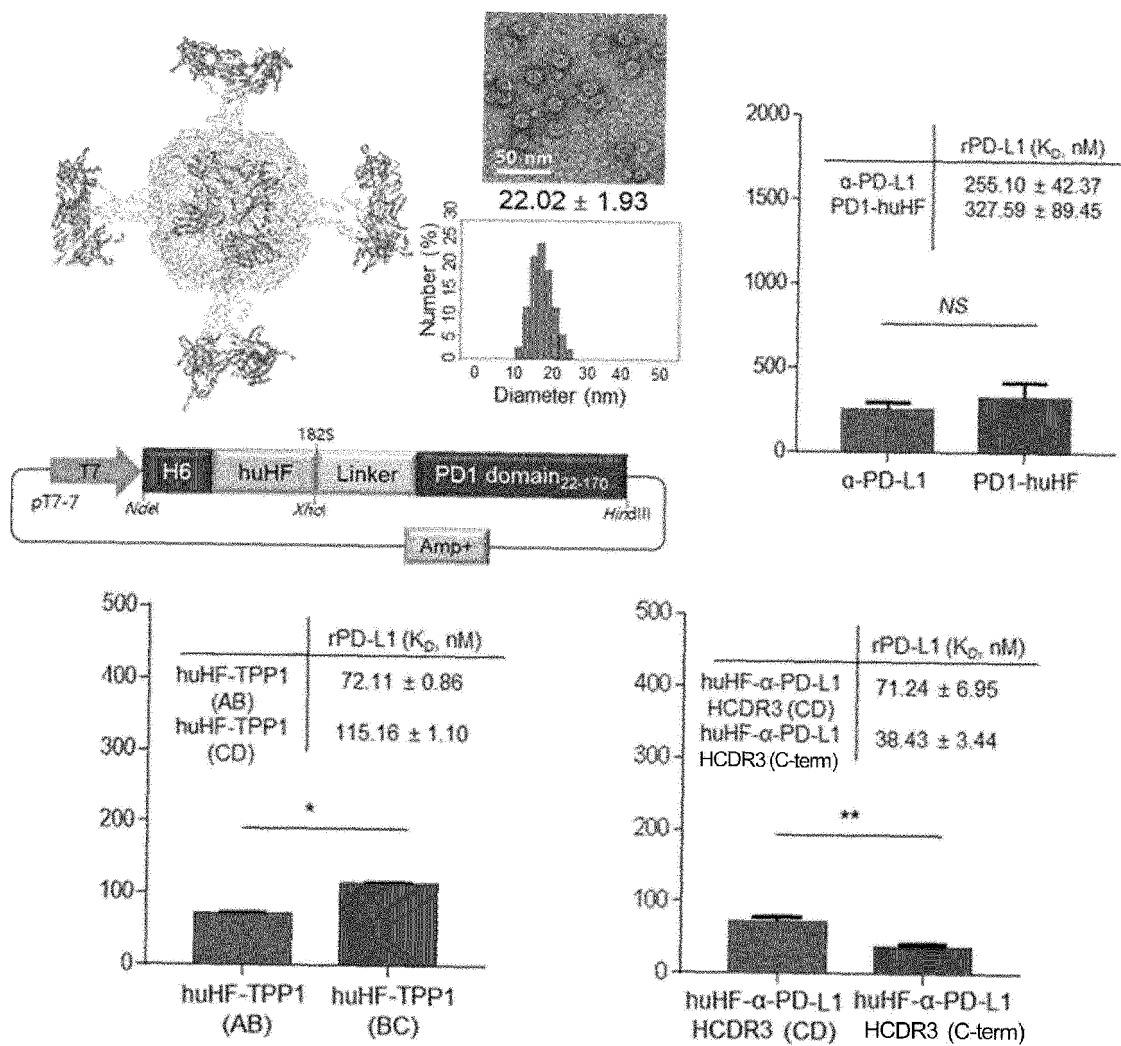 50 nm
22.02 ± 1.93
Number (%)
0 5 10 15 20 25 30
0 10 20 30 40 50
Diameter (nm)
2000
1500
1000
500
0
rPD-L1 (KD, nM)
α-PD-L1 255.10 ± 42.37
PD1-huHF 327.59 ± 89.45
NS
α-PD-L1 PD1-huHF
182S
T7 H6 huHF Linker PD1 domain22-170
pT7-7 NdeI XhoI HindIII
Amp+
500
400
300
200
100
0
rPD-L1 (KD, nM)
huHF-TPP1 72.11 ± 0.86
(AB)
huHF-TPP1 115.16 ± 1.10
(CD)
*
huHF-TPP1 huHF-TPP1
(AB) (BC)
500
400
300
200
100
0
rPD-L1 (KD, nM)
huHF-α-PD-L1 71.24 ± 6.95
HCDR3 (CD)
huHF-α-PD-L1 38.43 ± 3.44
HCDR3 (C-term)
**
huHF-α-PD-L1 huHF-α-PD-L1
HCDR3 (CD) HCDR3 (C-term)